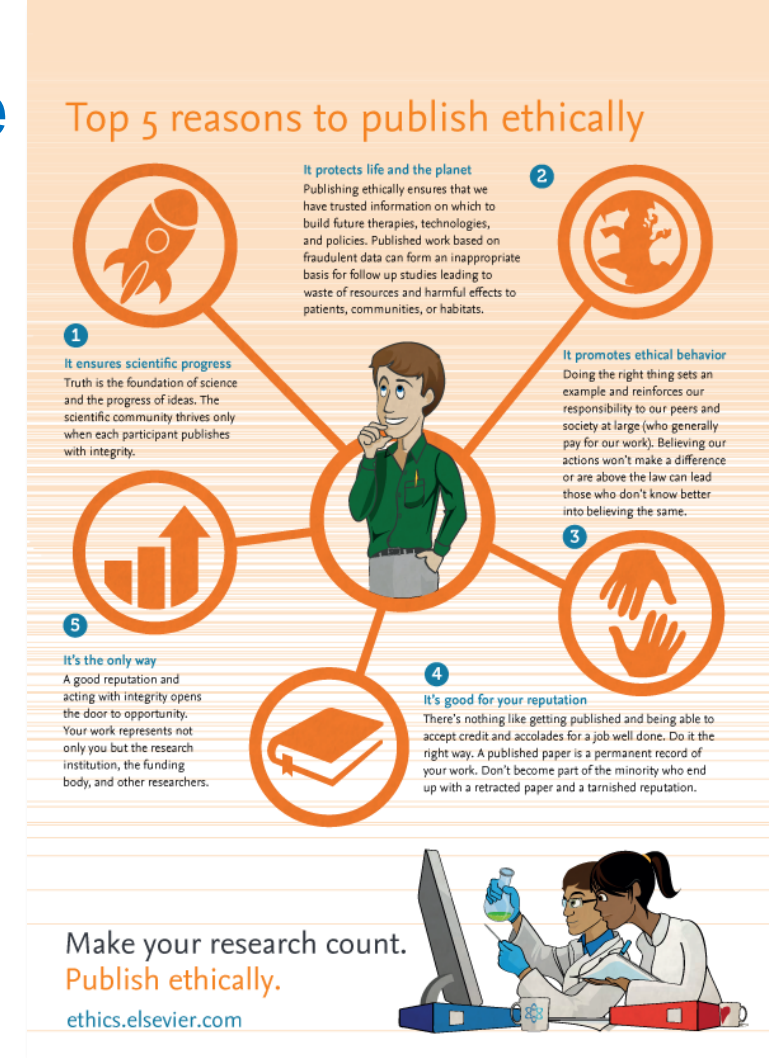 e
Top 5 reasons to publish ethically
1
It ensures scientific progress
Truth is the foundation of science
and the progress of ideas. The
scientific community thrives only
when each participant publishes
with integrity.
It protects life and the planet
Publishing ethically ensures that we
have trusted information on which to
build future therapies, technologies,
and policies. Published work based on
fraudulent data can form an inappropriate
basis for follow up studies leading to
waste of resources and harmful effects to
patients, communities, or habitats.
2
It promotes ethical behavior
Doing the right thing sets an
example and reinforces our
responsibility to our peers and
society at large (who generally
pay for our work). Believing our
actions won't make a difference
or are above the law can lead
those who don't know better
into believing the same.
3
4
It's good for your reputation
There's nothing like getting published and being able to
accept credit and accolades for a job well done. Do it the
right way. A published paper is a permanent record of
your work. Don't become part of the minority who end
up with a retracted paper and a tarnished reputation.
5
It's the only way
A good reputation and
acting with integrity opens
the door to opportunity.
Your work represents not
only you but the research
institution, the funding
body, and other researchers.
Make your research count.
Publish ethically.
ethics.elsevier.com